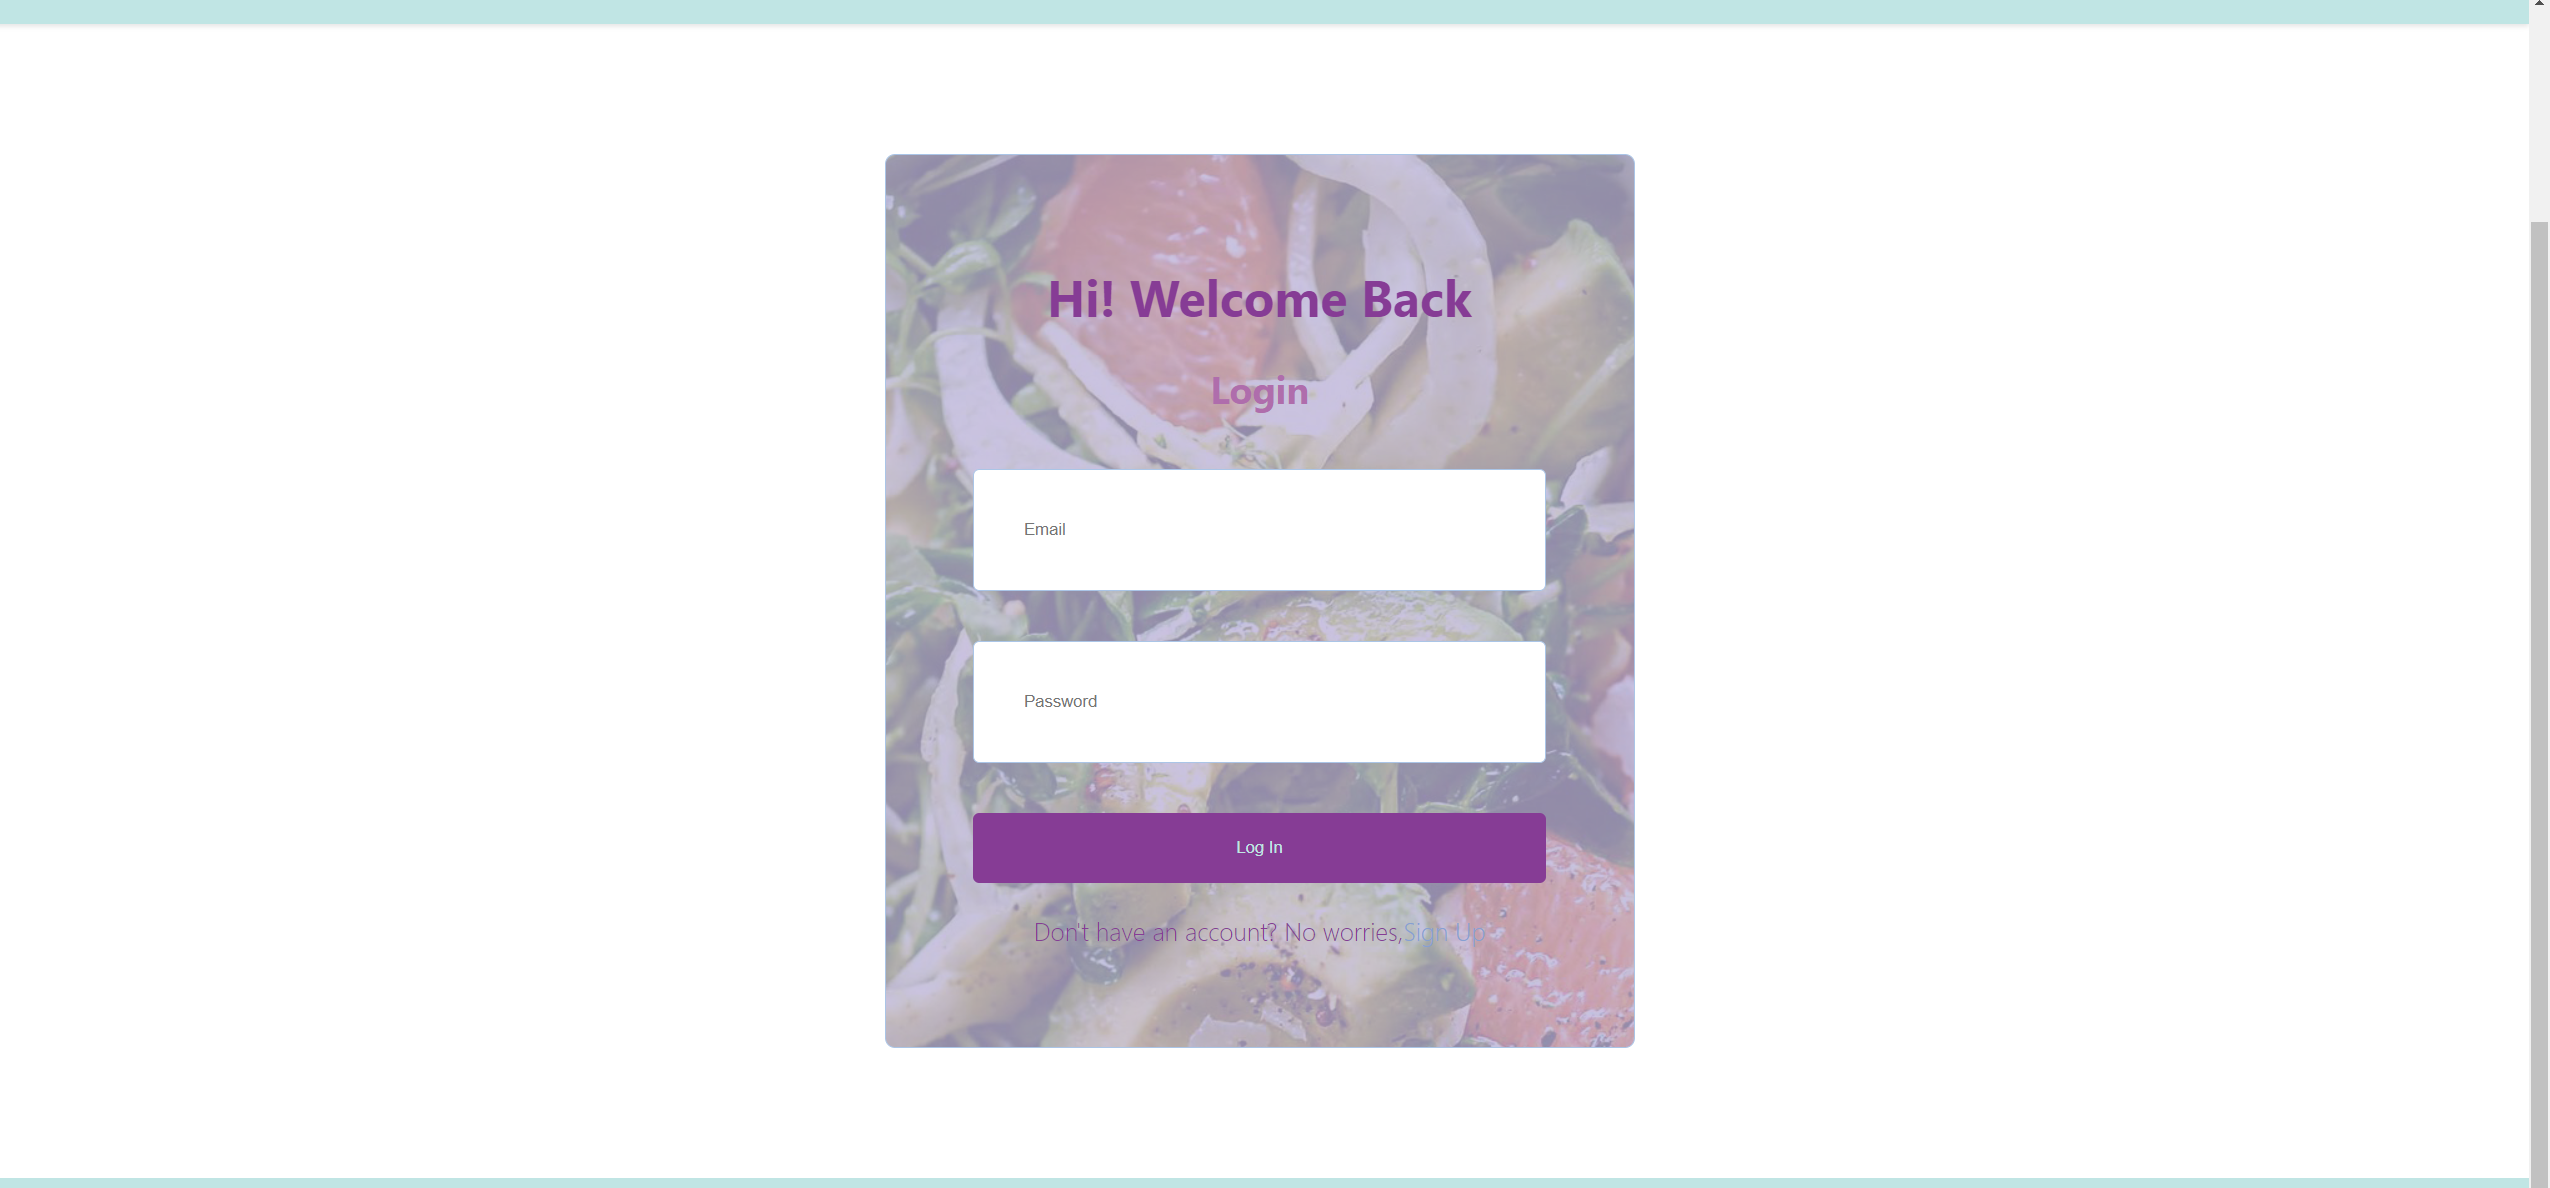 Hi! Welcome Back
Login
Email
Password
Log In
Don't have an account? No worries,Sign Up